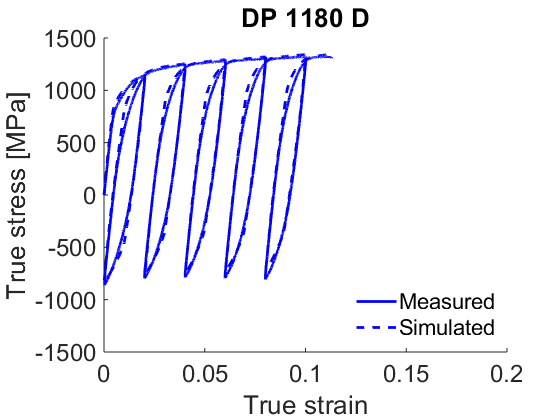 DP 1180 D
True stress [MPa]
1500
1000
500
0
-500
-1000
-1500
Measured
Simulated
0 0.05 0.1 0.15 0.2
True strain